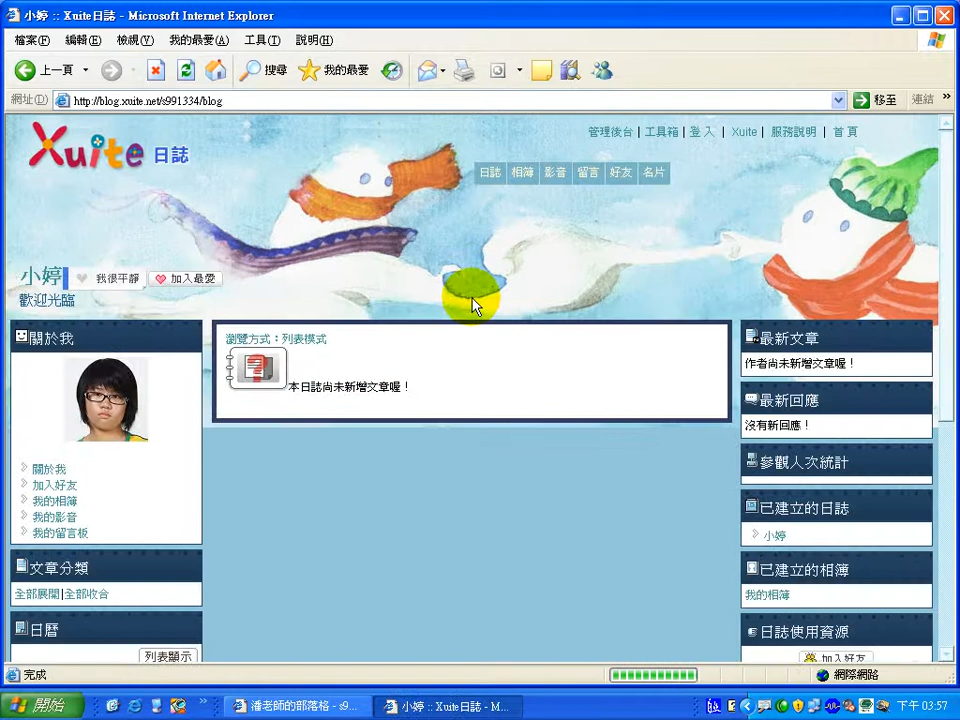 小婷 :: Xuite日誌 - Microsoft Internet Explorer
檔案(F) 編輯(E) 檢視(V) 我的最愛(A) 工具(T) 說明(H)
上一頁 搜尋 我的最愛
網址(D) http://blog.xuite.net/s991334/blog 移至 連結 »
Xuite 日誌
管理後台 | 工具箱 | 登入 | Xuite | 服務說明 | 首頁
日誌 相簿 影音 留言 好友 名片
小婷 我很平靜 加入最愛
歡迎光臨
關於我
關於我
加入好友
我的相簿
我的影音
我的留言板
文章分類
全部展開|全部收合
日曆
列表顯示
瀏覽方式：列表模式
本日誌尚未新增文章喔！
最新文章
作者尚未新增文章喔！
最新回應
沒有新回應！
參觀人次統計
已建立的日誌
小婷
已建立的相簿
我的相簿
日誌使用資源
加入好友
完成 網際網路
開始 » 潘老師的部落格 - s9... 小婷 :: Xuite日誌 - M... 下午 03:57